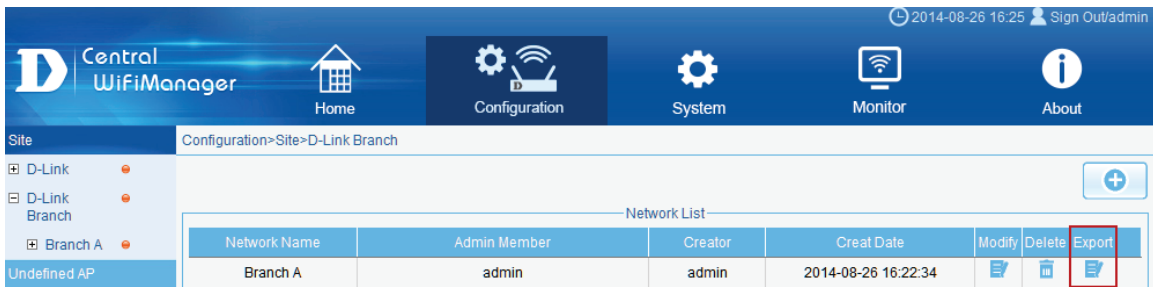 2014-08-26 16:25 Sign Out/admin
D Central
WiFiManager
Home
Configuration
System
Monitor
About
Site
Configuration>Site>D-Link Branch
D-Link
D-Link
Branch
Branch A
Undefined AP
Network List
Network Name Admin Member Creator Creat Date Modify Delete Export
Branch A admin admin 2014-08-26 16:22:34